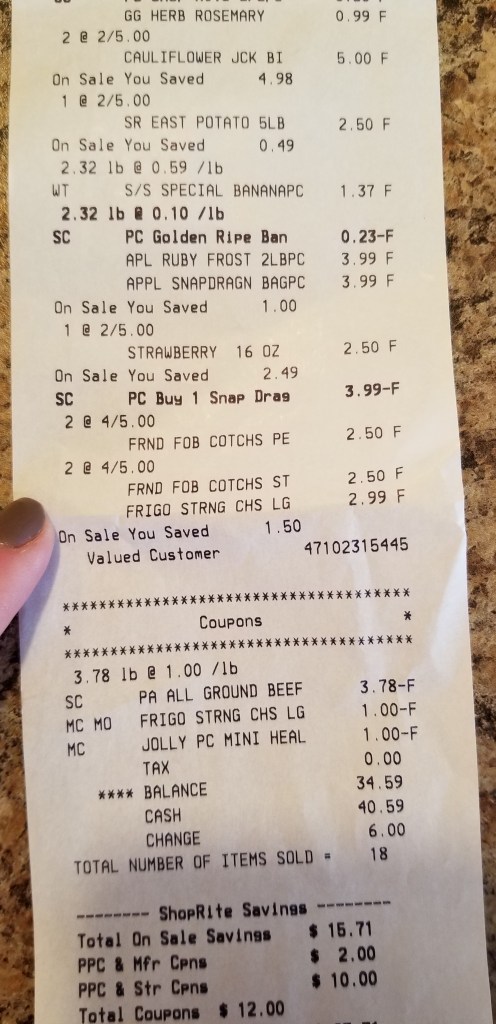 GG HERB ROSEMARY 0.99 F
2 @ 2/5.00
CAULIFLOWER JCK BI 5.00 F
On Sale You Saved 4.98
1 @ 2/5.00
SR EAST POTATO 5LB 2.50 F
On Sale You Saved 0.49
2.32 lb @ 0.59 /lb
WT S/S SPECIAL BANANAPC 1.37 F
2.32 lb @ 0.10 /lb
SC PC Golden Ripe Ban 0.23-F
APL RUBY FROST 2LBPC 3.99 F
APPL SNAPDRAGN BAGPC 3.99 F
On Sale You Saved 1.00
1 @ 2/5.00
STRAWBERRY 16 OZ 2.50 F
On Sale You Saved 2.49
SC PC Buy 1 Snap Drag 3.99-F
2 @ 4/5.00
FRND FOB COTCHS PE 2.50 F
2 @ 4/5.00
FRND FOB COTCHS ST 2.50 F
FRIGO STRNG CHS LG 2.99 F
On Sale You Saved 1.50
Valued Customer 47102315445
************************************
* Coupons *
************************************
3.78 lb @ 1.00 /lb
SC PA ALL GROUND BEEF 3.78-F
MC MO FRIGO STRNG CHS LG 1.00-F
MC JOLLY PC MINI HEAL 1.00-F
TAX 0.00
**** BALANCE 34.59
CASH 40.59
CHANGE 6.00
TOTAL NUMBER OF ITEMS SOLD = 18
-------- ShopRite Savings --------
Total On Sale Savings $ 15.71
PPC & Mfr Cpns $ 2.00
PPC & Str Cpns $ 10.00
Total Coupons $ 12.00